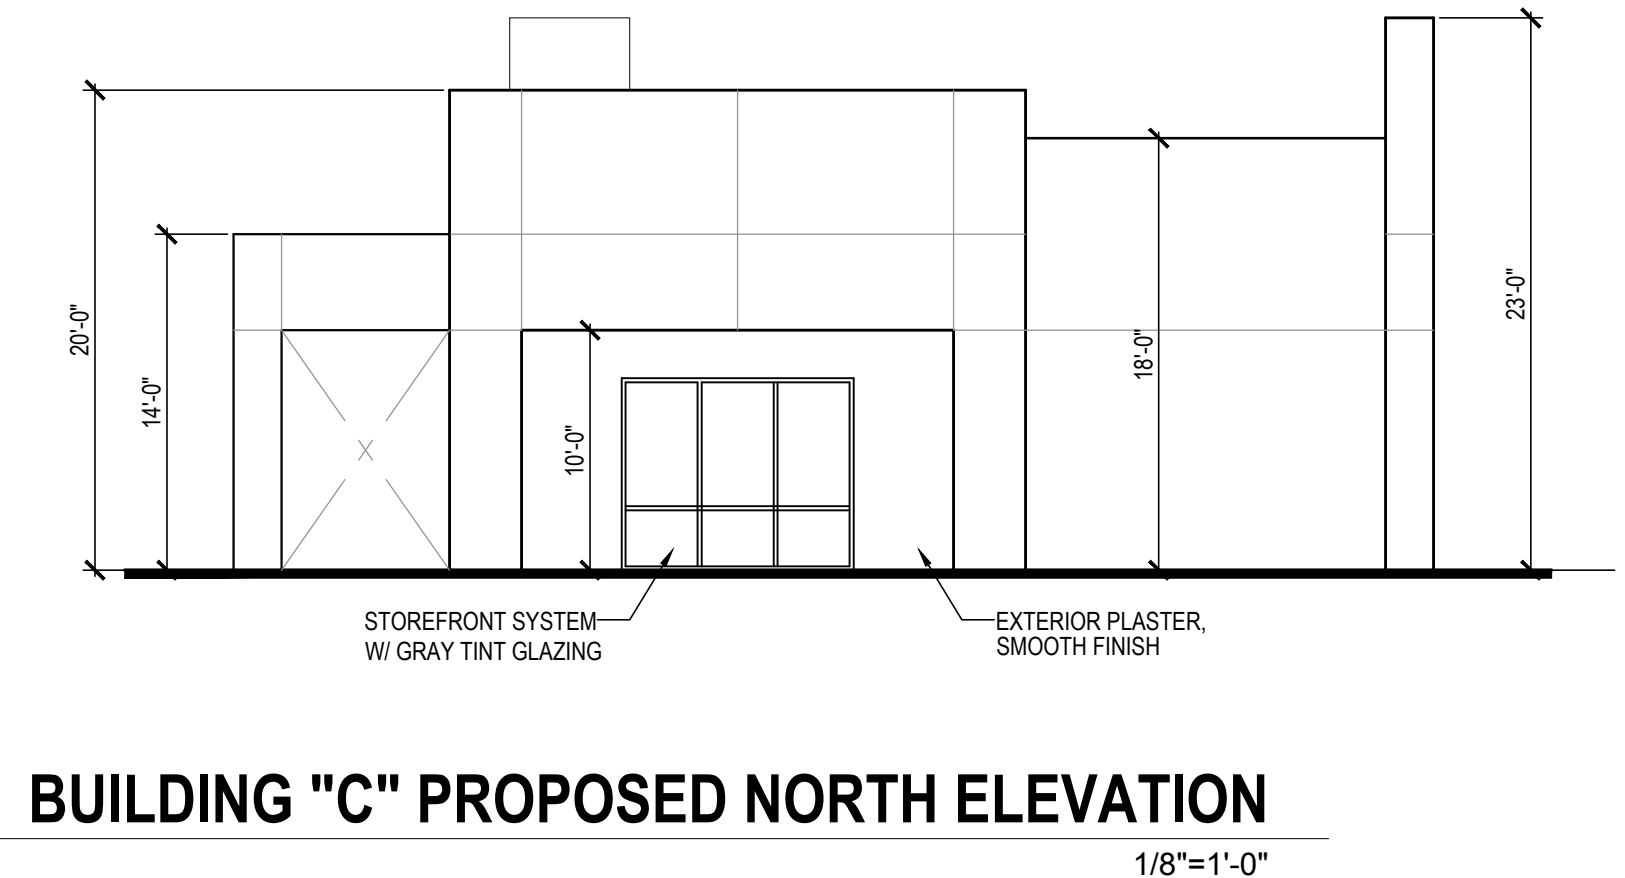 20'-0"
14'-0"
10'-0"
18'-0"
23'-0"
STOREFRONT SYSTEM
W/ GRAY TINT GLAZING
EXTERIOR PLASTER,
SMOOTH FINISH
BUILDING "C" PROPOSED NORTH ELEVATION
1/8"=1'-0"